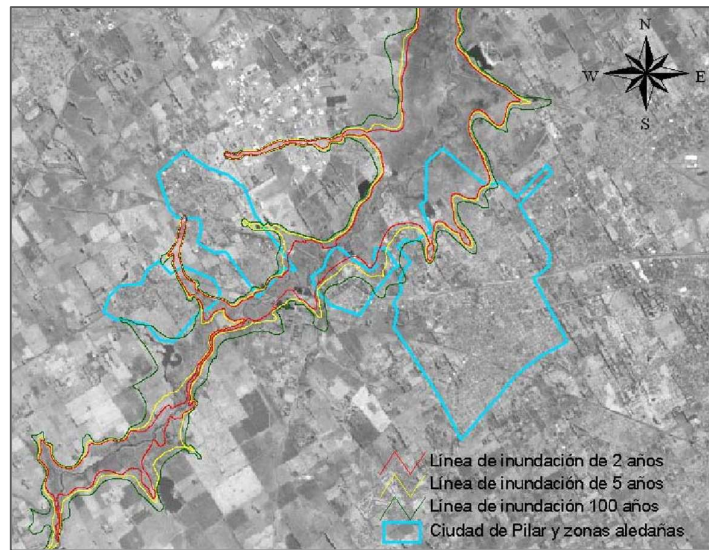 N
W E
S
Línea de inundación de 2 años
Línea de inundación de 5 años
Línea de inundación 100 años
Ciudad de Pilar y zonas aledañas